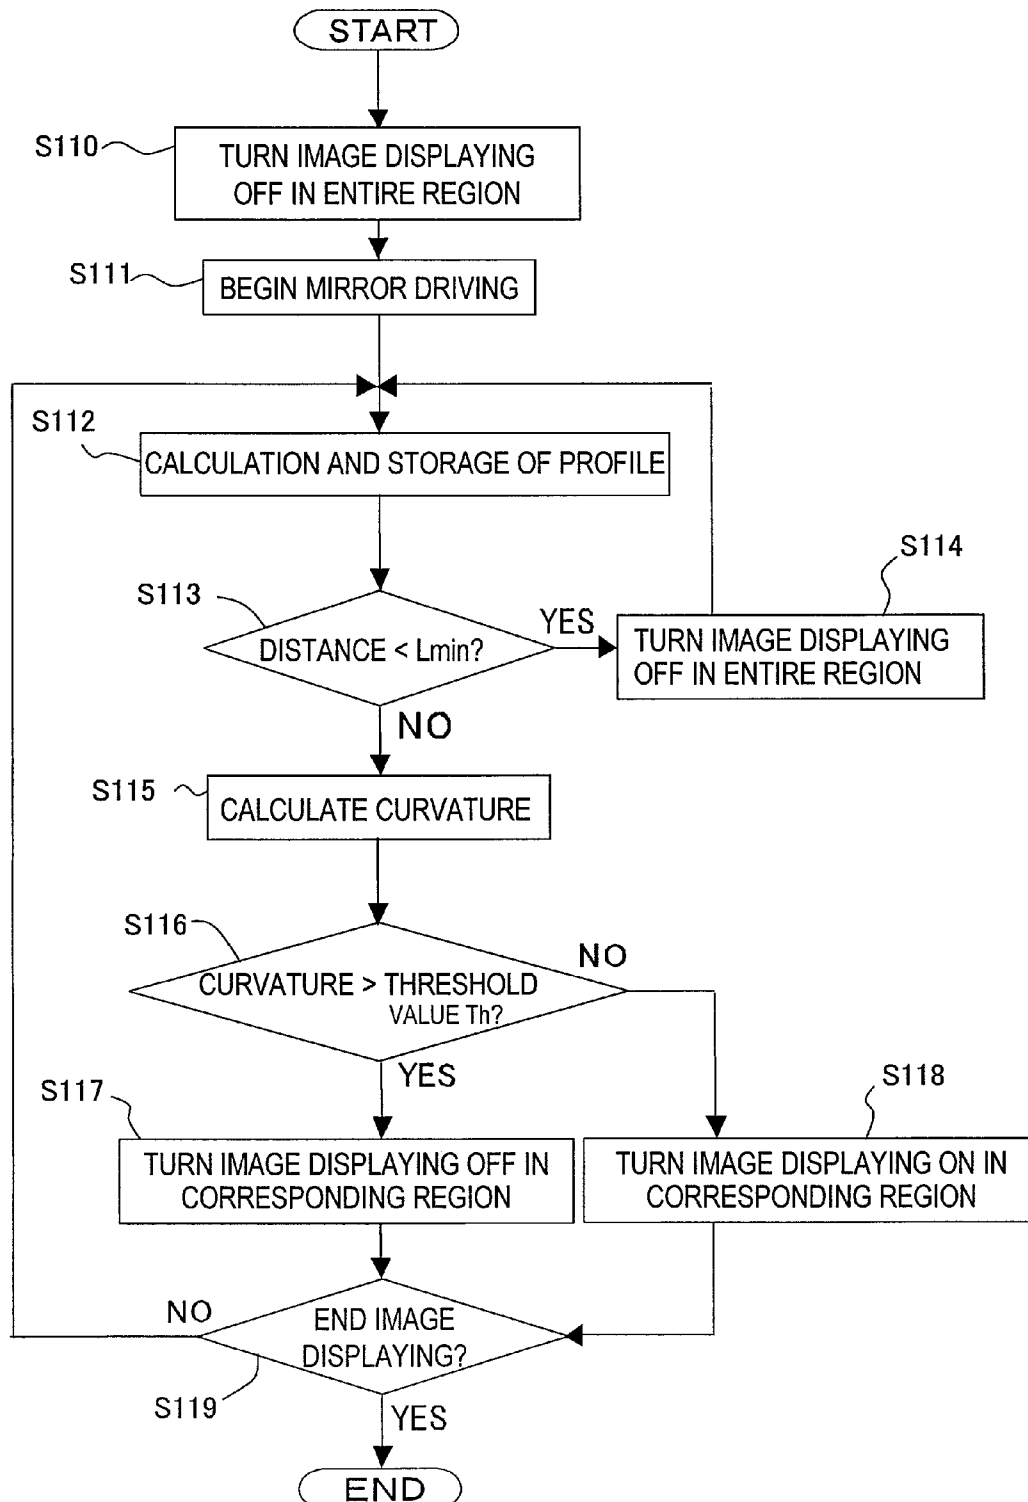 START
S110
TURN IMAGE DISPLAYING
OFF IN ENTIRE REGION
S111
BEGIN MIRROR DRIVING
S112
CALCULATION AND STORAGE OF PROFILE
S113
DISTANCE < Lmin?
YES
S114
TURN IMAGE DISPLAYING
OFF IN ENTIRE REGION
NO
S115
CALCULATE CURVATURE
S116
CURVATURE > THRESHOLD
VALUE Th?
NO
YES
S117
TURN IMAGE DISPLAYING OFF IN
CORRESPONDING REGION
S118
TURN IMAGE DISPLAYING ON IN
CORRESPONDING REGION
NO
END IMAGE
DISPLAYING?
S119
YES
END